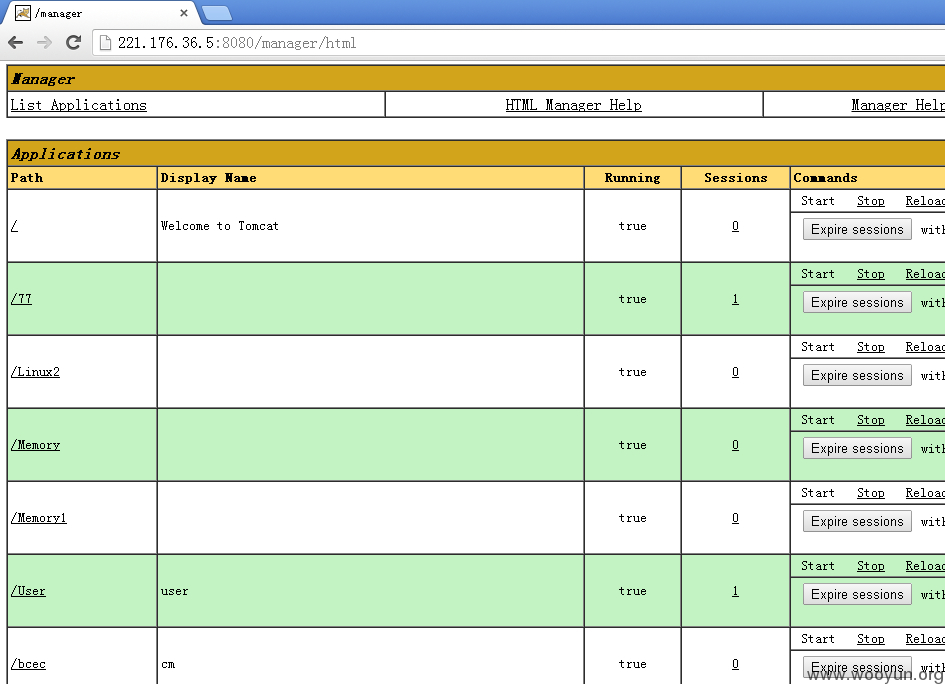 /manager
221.176.36.5:8080/manager/html
Manager
List Applications HTML Manager Help Manager Help
Applications
Path Display Name Running Sessions Commands
Start Stop Reload
/ Welcome to Tomcat true 0 Expire sessions with
Start Stop Reload
/77 true 1 Expire sessions with
Start Stop Reload
/Linux2 true 0 Expire sessions with
Start Stop Reload
/Memory true 0 Expire sessions with
Start Stop Reload
/Memory1 true 0 Expire sessions with
Start Stop Reload
/User user true 1 Expire sessions with
Start Stop Reload
/bcec cm true 0 Expire sessions with
www.wooyun.org